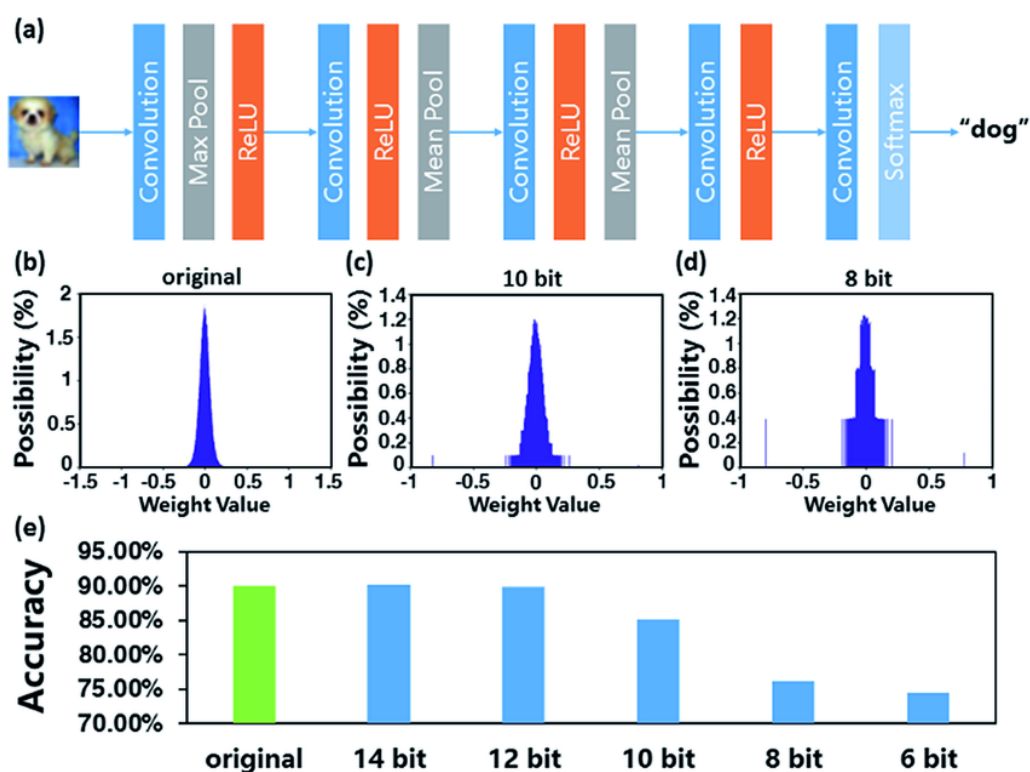 (a)
Convolution
Max Pool
ReLU
Convolution
ReLU
Mean Pool
Convolution
ReLU
Mean Pool
Convolution
ReLU
Convolution
Softmax
“dog”
(b)
original
Possibility (%)
2
1.5
1
0.5
0
-1.5 -1 -0.5 0 0.5 1 1.5
Weight Value
(c)
10 bit
Possibility (%)
1.4
1.2
1
0.8
0.6
0.4
0.2
0
-1 -0.5 0 0.5 1
Weight Value
(d)
8 bit
Possibility (%)
1.4
1.2
1
0.8
0.6
0.4
0.2
0
-1 -0.5 0 0.5 1
Weight Value
(e)
Accuracy
95.00%
90.00%
85.00%
80.00%
75.00%
70.00%
original 14 bit 12 bit 10 bit 8 bit 6 bit